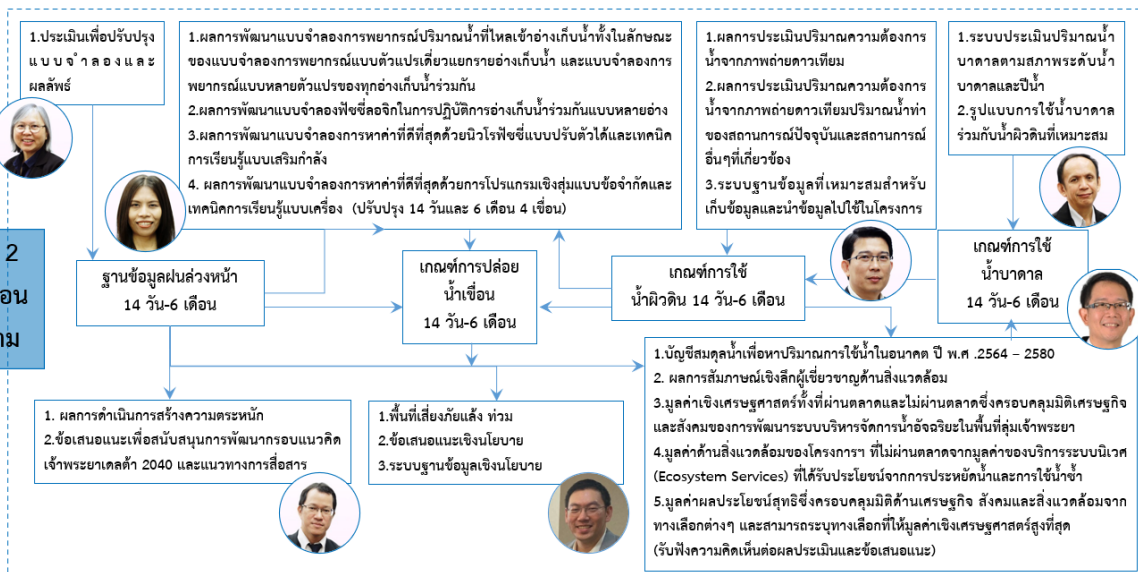 1.ประเมินเพื่อปรับปรุง
แบบจำลองและ
ผลลัพธ์
1.ผลการพัฒนาแบบจำลองการพยากรณ์ปริมาณน้ำที่ไหลเข้าอ่างเก็บน้ำทั้งในลักษณะ
ของแบบจำลองการพยากรณ์แบบตัวแปรเดี่ยวแยกรายอ่างเก็บน้ำ และแบบจำลองการ
พยากรณ์แบบหลายตัวแปรของทุกอ่างเก็บน้ำร่วมกัน
2.ผลการพัฒนาแบบจำลองฟัซซี่ลอจิกในการปฏิบัติการอ่างเก็บน้ำร่วมกันแบบหลายอ่าง
3.ผลการพัฒนาแบบจำลองการหาค่าที่ดีที่สุดด้วยนิวโรฟัซซี่แบบปรับตัวได้และเทคนิค
การเรียนรู้แบบเสริมกำลัง
4. ผลการพัฒนาแบบจำลองการหาค่าที่ดีที่สุดด้วยการโปรแกรมเชิงสุ่มแบบข้อจำกัดและ
เทคนิคการเรียนรู้แบบเครื่อง (ปรับปรุง 14 วันและ 6 เดือน 4 เขื่อน)
1.ผลการประเมินปริมาณความต้องการ
น้ำจากภาพถ่ายดาวเทียม
2.ผลการประเมินปริมาณความต้องการ
น้ำจากภาพถ่ายดาวเทียมปริมาณน้ำท่า
ของสถานการณ์ปัจจุบันและสถานการณ์
อื่นๆที่เกี่ยวข้อง
3.ระบบฐานข้อมูลที่เหมาะสมสำหรับ
เก็บข้อมูลและนำข้อมูลไปใช้ในโครงการ
1.ระบบประเมินปริมาณน้ำ
บาดาลตามสภาพระดับน้ำ
บาดาลและปีน้ำ
2.รูปแบบการใช้น้ำบาดาล
ร่วมกับน้ำผิวดินที่เหมาะสม
2
อน
าม
ฐานข้อมูลฝนล่วงหน้า
14 วัน-6 เดือน
เกณฑ์การปล่อย
น้ำเขื่อน
14 วัน-6 เดือน
เกณฑ์การใช้
น้ำผิวดิน 14 วัน-6 เดือน
เกณฑ์การใช้
น้ำบาดาล
14 วัน-6 เดือน
1. ผลการดำเนินการสร้างความตระหนัก
2.ข้อเสนอแนะเพื่อสนับสนุนการพัฒนากรอบแนวคิด
เจ้าพระยาเดลต้า 2040 และแนวทางการสื่อสาร
1.พื้นที่เสี่ยงภัยแล้ง ท่วม
2.ข้อเสนอแนะเชิงนโยบาย
3.ระบบฐานข้อมูลเชิงนโยบาย
1.บัญชีสมดุลน้ำเพื่อหาปริมาณการใช้น้ำในอนาคต ปี พ.ศ .2564 – 2580
2. ผลการสัมภาษณ์เชิงลึกผู้เชี่ยวชาญด้านสิ่งแวดล้อม
3.มูลค่าเชิงเศรษฐศาสตร์ทั้งที่ผ่านตลาดและไม่ผ่านตลาดซึ่งครอบคลุมมิติเศรษฐกิจ
และสังคมของการพัฒนาระบบบริหารจัดการน้ำอัจฉริยะในพื้นที่ลุ่มเจ้าพระยา
4.มูลค่าด้านสิ่งแวดล้อมของโครงการฯ ที่ไม่ผ่านตลาดจากมูลค่าของบริการระบบนิเวศ
(Ecosystem Services) ที่ได้รับประโยชน์จากการประหยัดน้ำและการใช้น้ำซ้ำ
5.มูลค่าผลประโยชน์สุทธิซึ่งครอบคลุมมิติด้านเศรษฐกิจ สังคมและสิ่งแวดล้อมจาก
ทางเลือกต่างๆ และสามารถระบุทางเลือกที่ให้มูลค่าเชิงเศรษฐศาสตร์สูงที่สุด
(รับฟังความคิดเห็นต่อผลประเมินและข้อเสนอแนะ)